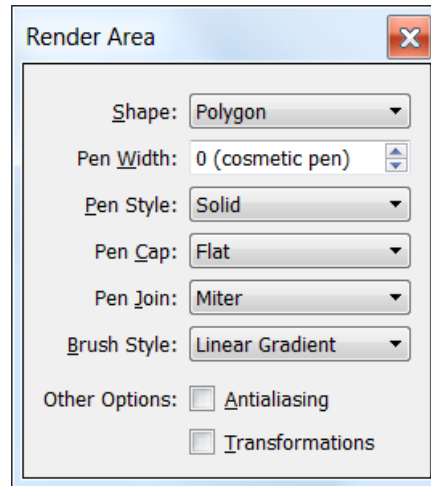 Render Area
Shape: Polygon
Pen Width: 0 (cosmetic pen)
Pen Style: Solid
Pen Cap: Flat
Pen Join: Miter
Brush Style: Linear Gradient
Other Options: Antialiasing
Transformations